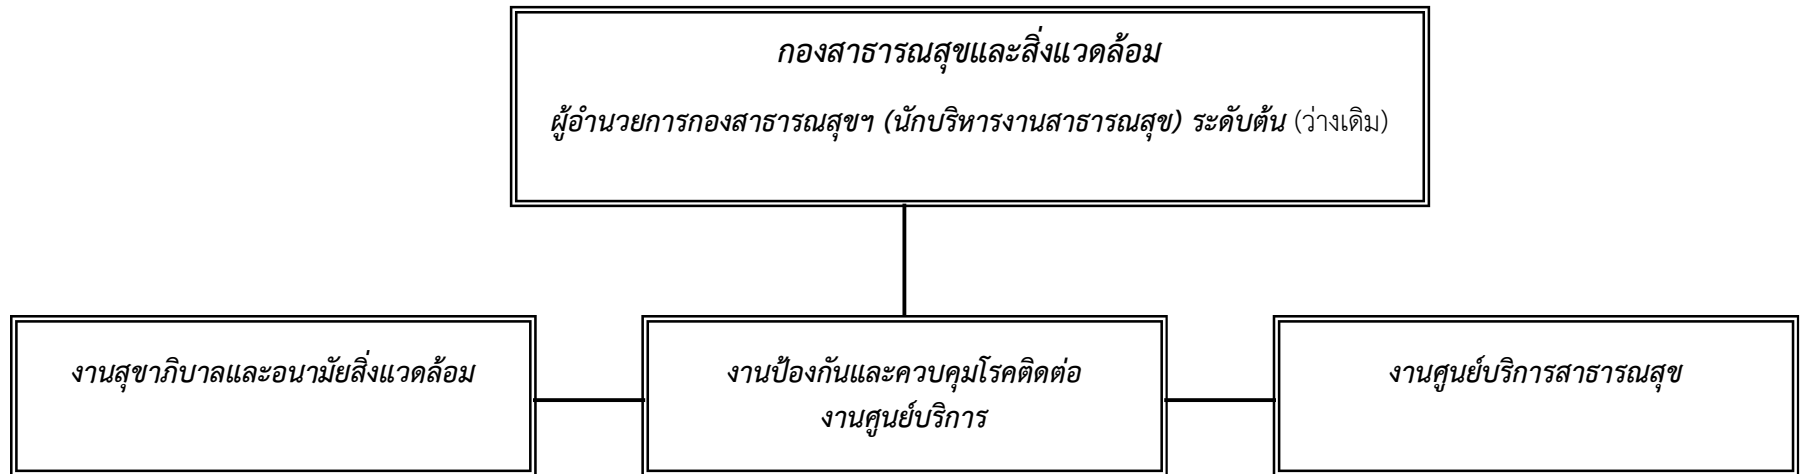 กองสาธารณสุขและสิ่งแวดล้อม
ผู้อำนวยการกองสาธารณสุขฯ (นักบริหารงานสาธารณสุข) ระดับต้น (ว่างเดิม)
งานสุขาภิบาลและอนามัยสิ่งแวดล้อม
งานป้องกันและควบคุมโรคติดต่อ
งานศูนย์บริการ
งานศูนย์บริการสาธารณสุข